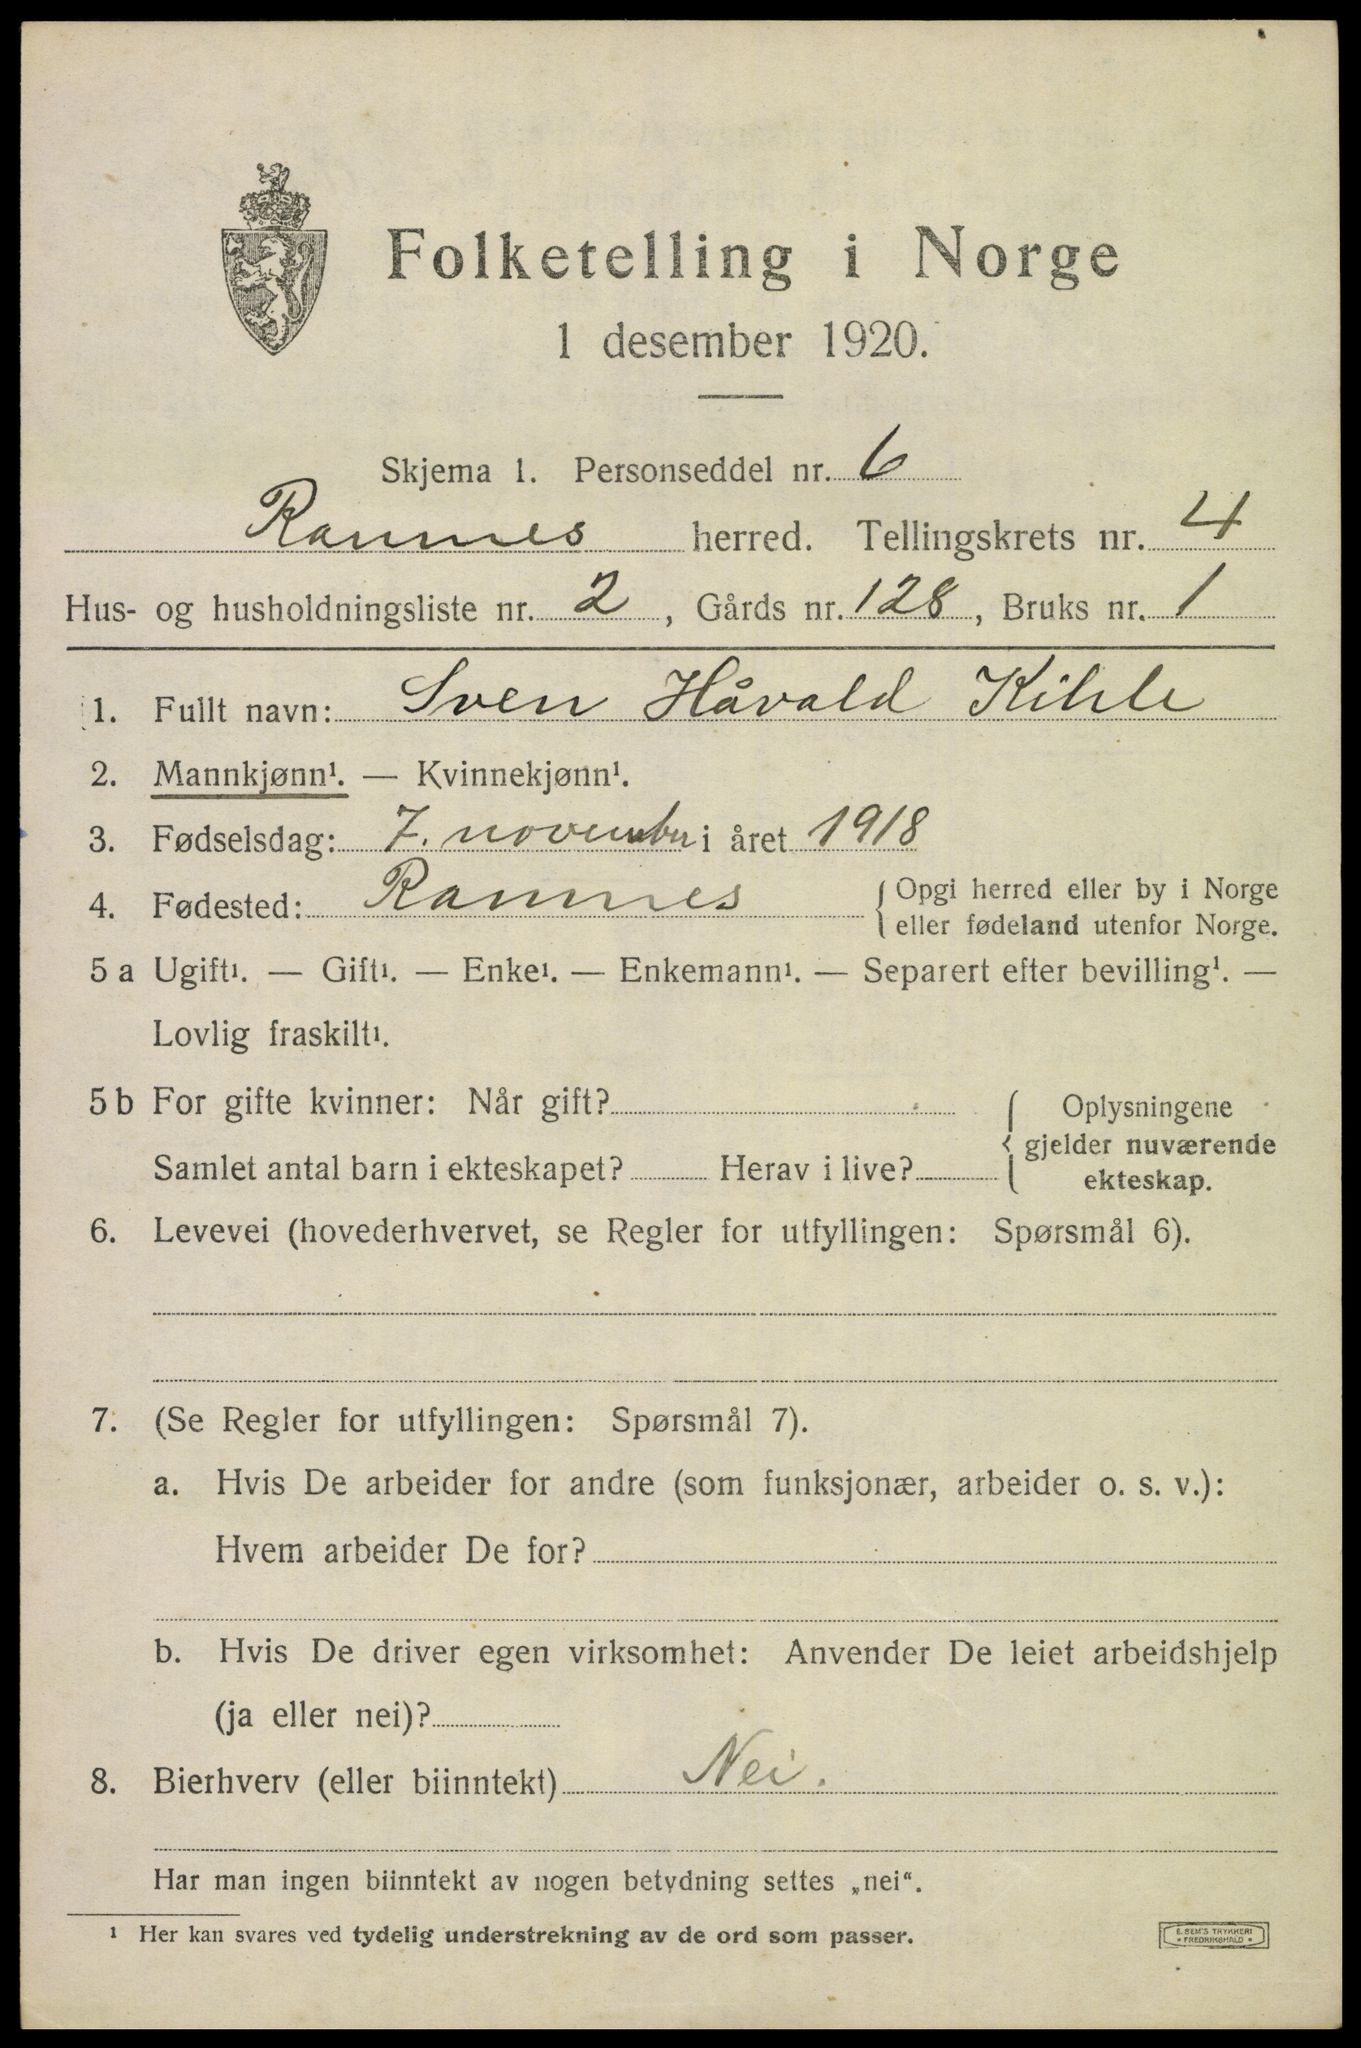 Folketelling i Norge
1 desember 1920.
Skjema 1. Personseddel nr. 6
Ramnes herred. Tellingskrets nr. 4
Hus- og husholdningsliste nr. 2, Gårds nr. 128, Bruks nr. 1
1. Fullt navn: Sven Håvald Kihle
2. Mannkjønn¹. — Kvinnekjønn¹.
3. Fødselsdag: 7. november i året 1918
4. Fødested: Ramnes { Opgi herred eller by i Norge
eller fødeland utenfor Norge.
5 a Ugift¹. — Gift¹. — Enke¹. — Enkemann¹. — Separert efter bevilling¹. —
Lovlig fraskilt¹.
5 b For gifte kvinner: Når gift?
Samlet antal barn i ekteskapet? Herav i live?
{ Oplysningene
gjelder nuværende
ekteskap.
6. Levevei (hovederhvervet, se Regler for utfyllingen: Spørsmål 6).
7. (Se Regler for utfyllingen: Spørsmål 7).
a. Hvis De arbeider for andre (som funksjonær, arbeider o. s. v.):
Hvem arbeider De for?
b. Hvis De driver egen virksomhet: Anvender De leiet arbeidshjelp
(ja eller nei)?
8. Bierhverv (eller biinntekt) Nei.
Har man ingen biinntekt av nogen betydning settes „nei“.
¹ Her kan svares ved tydelig understrekning av de ord som passer.
E. SEM'S TRYKKERI
* FREDRIKSHALD *